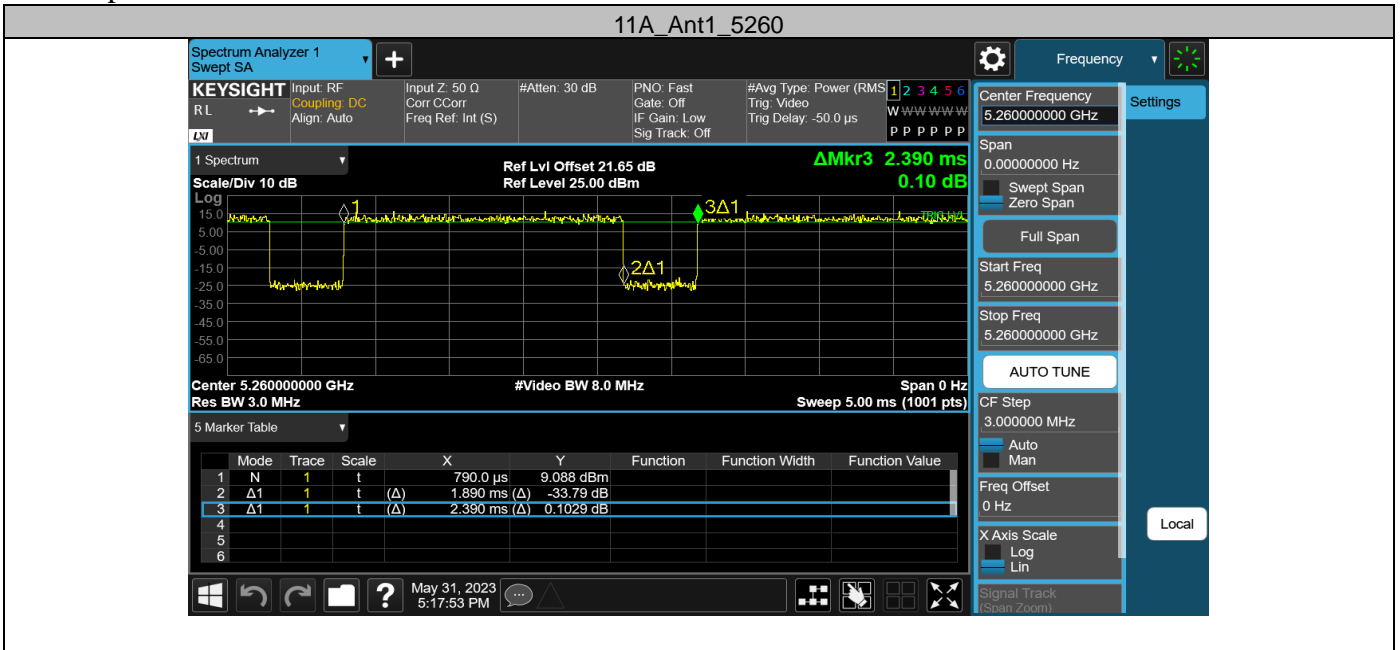 11A_Ant1_5260
Spectrum Analyzer 1
Swept SA
+
Frequency
KEYSIGHT
RL
LXI
Input: RF
Coupling: DC
Align: Auto
Input Z: 50 Ω
Corr CCorr
Freq Ref: Int (S)
#Atten: 30 dB
PNO: Fast
Gate: Off
IF Gain: Low
Sig Track: Off
#Avg Type: Power (RMS
Trig: Video
Trig Delay: -50.0 µs
1 2 3 4 5 6
W W W W W W
P P P P P P
1 Spectrum
Scale/Div 10 dB
Ref Lvl Offset 21.65 dB
Ref Level 25.00 dBm
ΔMkr3 2.390 ms
0.10 dB
Log
15.0
5.00
-5.00
-15.0
-25.0
-35.0
-45.0
-55.0
-65.0
1
2Δ1
3Δ1
TRIG LVL
Center 5.260000000 GHz
#Video BW 8.0 MHz
Span 0 Hz
Res BW 3.0 MHz
Sweep 5.00 ms (1001 pts)
5 Marker Table
Mode Trace Scale X Y Function Function Width Function Value
1 N 1 t 790.0 µs 9.088 dBm
2 Δ1 1 t (Δ) 1.890 ms (Δ) -33.79 dB
3 Δ1 1 t (Δ) 2.390 ms (Δ) 0.1029 dB
4
5
6
?
May 31, 2023
5:17:53 PM
Center Frequency
5.260000000 GHz
Settings
Span
0.00000000 Hz
Swept Span
Zero Span
Full Span
Start Freq
5.260000000 GHz
Stop Freq
5.260000000 GHz
AUTO TUNE
CF Step
3.000000 MHz
Auto
Man
Freq Offset
0 Hz
Local
X Axis Scale
Log
Lin
Signal Track
(Span Zoom)